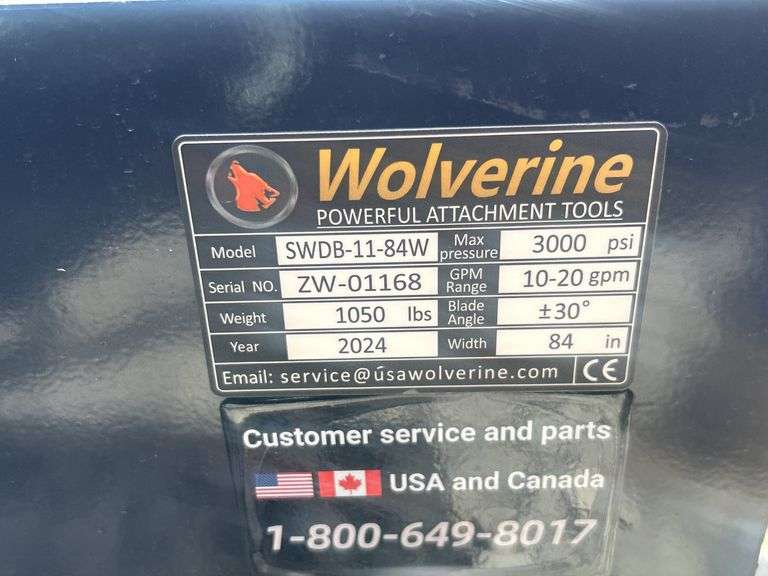 Wolverine
POWERFUL ATTACHMENT TOOLS
Model SWDB-11-84W Max pressure 3000 psi
Serial NO. ZW-01168 GPM Range 10-20 gpm
Weight 1050 lbs Blade Angle ±30°
Year 2024 Width 84 in
Email: service@usawolverine.com CE
Customer service and parts
USA and Canada
1-800-649-8017